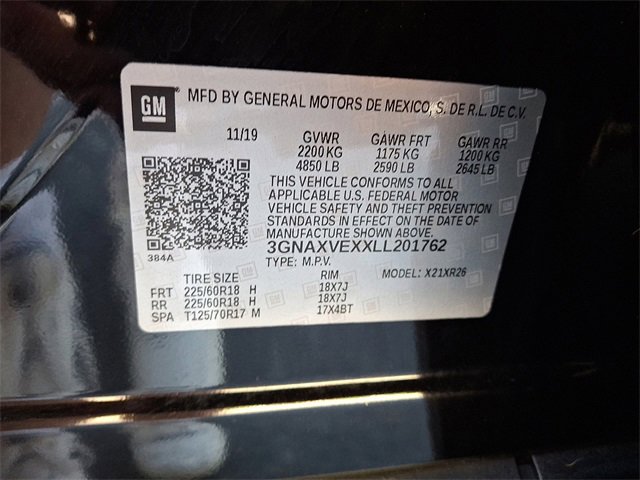 GM® MFD BY GENERAL MOTORS DE MEXICO, S. DE R.L. DE C.V.
11/19 GVWR GAWR FRT GAWR RR
2200 KG 1175 KG 1200 KG
4850 LB 2590 LB 2645 LB
THIS VEHICLE CONFORMS TO ALL
APPLICABLE U.S. FEDERAL MOTOR
VEHICLE SAFETY AND THEFT PREVENTION
STANDARDS IN EFFECT ON THE DATE OF
MANUFACTURE SHOWN ABOVE.
384A 3GNAXVEXXLL201762
TYPE: M.P.V. MODEL: X21XR26
TIRE SIZE RIM
FRT 225/60R18 H 18X7J
RR 225/60R18 H 18X7J
SPA T125/70R17 M 17X4BT